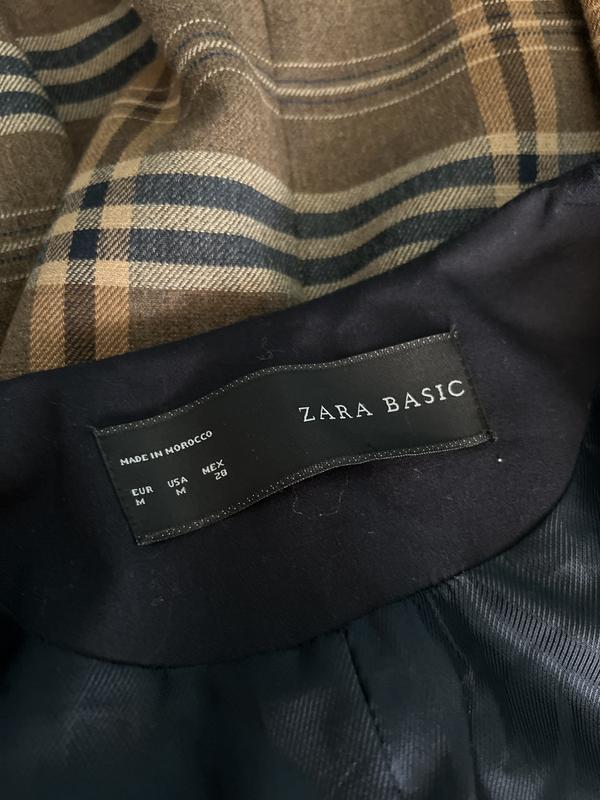 ZARA BASIC
MADE IN MOROCCO
EUR USA MEX
M M 28